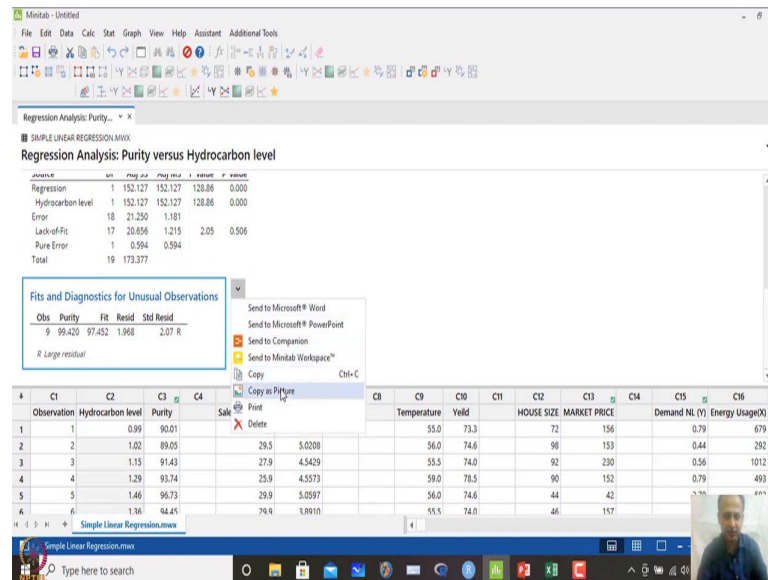 Minitab - Untitled
File Edit Data Calc Stat Graph View Help Assistant Additional Tools
Regression Analysis: Purity...
SIMPLE LINEAR REGRESSION.MWX
Regression Analysis: Purity versus Hydrocarbon level
Source DF Adj SS Adj MS F Value P Value
Regression 1 152.127 152.127 128.86 0.000
Hydrocarbon level 1 152.127 152.127 128.86 0.000
Error 18 21.250 1.181
Lack-of-Fit 17 20.656 1.215 2.05 0.506
Pure Error 1 0.594 0.594
Total 19 173.377
Fits and Diagnostics for Unusual Observations
Obs Purity Fit Resid Std Resid
9 99.420 97.452 1.968 2.07 R
R Large residual
Send to Microsoft® Word
Send to Microsoft® PowerPoint
Send to Companion
Send to Minitab Workspace™
Copy Ctrl+C
Copy as Picture
Print
Delete
C1 C2 C3 C4 C8 C9 C10 C11 C12 C13 C14 C15 C16
Observation Hydrocarbon level Purity Temperature Yeild HOUSE SIZE MARKET PRICE Demand NL (Y) Energy Usage(X)
1 1 0.99 90.01 55.0 73.3 72 156 0.79 679
2 2 1.02 89.05 29.5 5.0208 56.0 74.6 98 153 0.44 292
3 3 1.15 91.43 27.9 4.5429 55.5 74.0 92 230 0.56 1012
4 4 1.29 93.74 25.9 4.5573 59.0 78.5 90 152 0.79 493
5 5 1.46 96.73 29.9 5.0597 56.0 74.6 44 42
6 6 1.36 94.45 29.9 3.8910 55.5 74.0 46 157
Simple Linear Regression.mwx
Simple Linear Regression.mwx
NPTEL
Type here to search